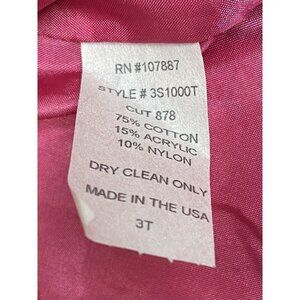 RN #107887
STYLE # 3S1000T
CUT 878
75% COTTON
15% ACRYLIC
10% NYLON
DRY CLEAN ONLY
MADE IN THE USA
3T